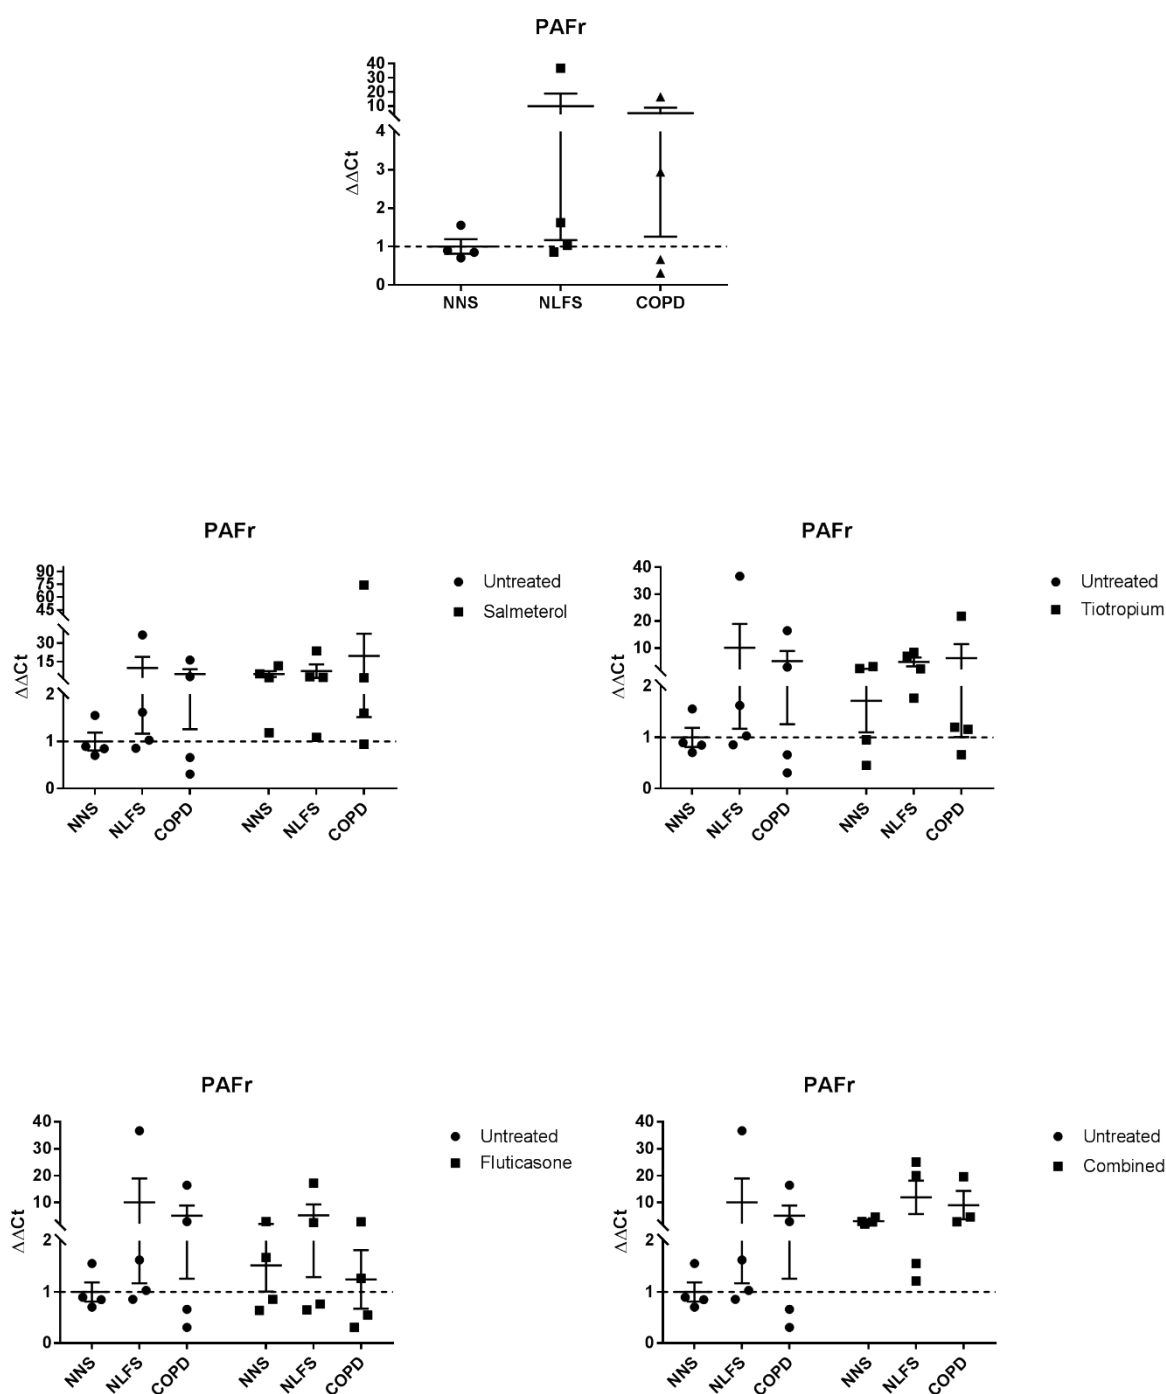 PAFr
40
30
20
10
4
3
2
1
0
ΔΔCt
NNS NLFS COPD
PAFr
90
75
60
45
30
15
2
1
0
ΔΔCt
NNS NLFS COPD NNS NLFS COPD
Untreated
Salmeterol
PAFr
40
30
20
10
2
1
0
ΔΔCt
NNS NLFS COPD NNS NLFS COPD
Untreated
Tiotropium
PAFr
40
30
20
10
2
1
0
ΔΔCt
NNS NLFS COPD NNS NLFS COPD
Untreated
Fluticasone
PAFr
40
30
20
10
2
1
0
ΔΔCt
NNS NLFS COPD NNS NLFS COPD
Untreated
Combined